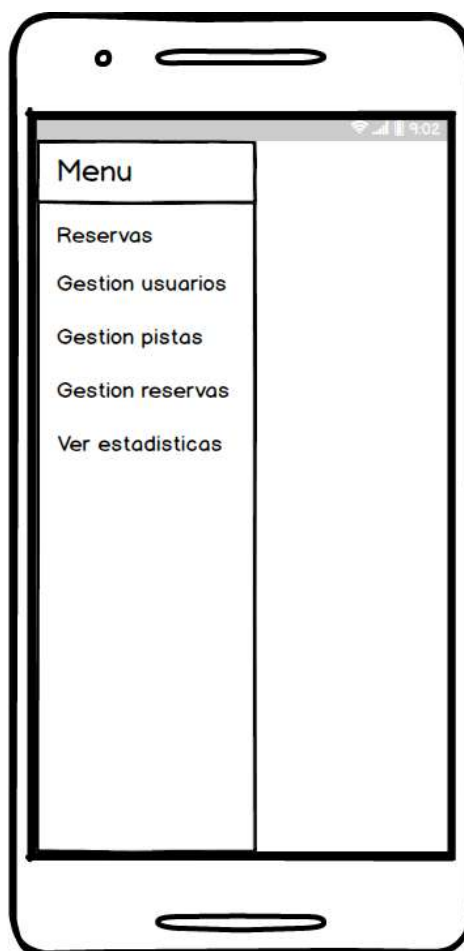 9:02
Menu
Reservas
Gestion usuarios
Gestion pistas
Gestion reservas
Ver estadisticas